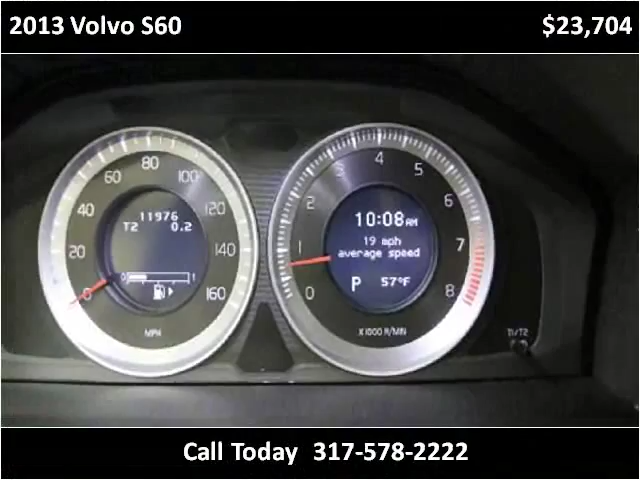 2013 Volvo S60
$23,704
0
20
40
60
80
100
120
140
160
MPH
11976
T2 0.2
0 1
0
1
2
3
4
5
6
7
8
X1000 R/MIN
10:08AM
19 mph
average speed
P 57°F
T1/T2
Call Today 317-578-2222